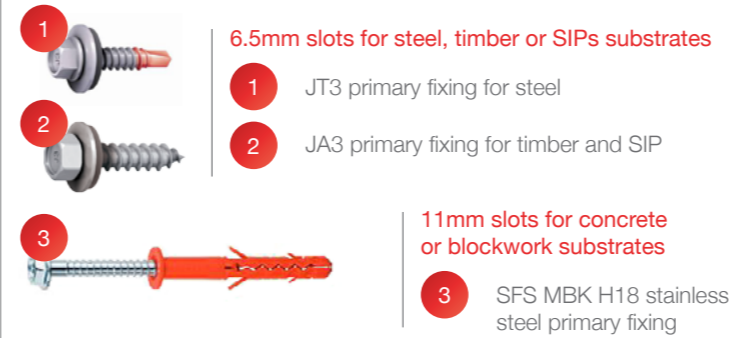 1
6.5mm slots for steel, timber or SIPs substrates
1 JT3 primary fixing for steel
2
2 JA3 primary fixing for timber and SIP
3
11mm slots for concrete
or blockwork substrates
3 SFS MBK H18 stainless
steel primary fixing